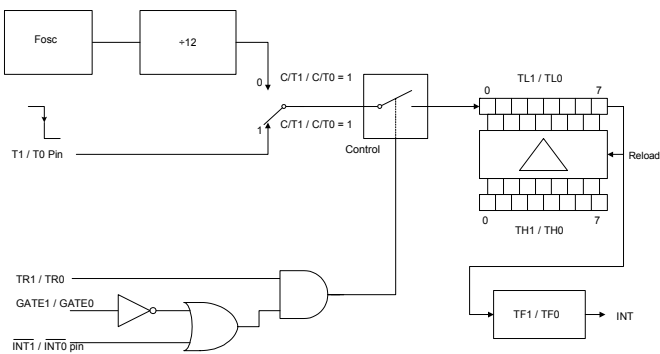 Fosc
÷12
0
C/T1 / C/T0 = 1
1
C/T1 / C/T0 = 1
T1 / T0 Pin
Control
TL1 / TL0
0 7
Reload
0 7
TH1 / TH0
TR1 / TR0
GATE1 / GATE0
INT1 / INT0 pin
TF1 / TF0
INT